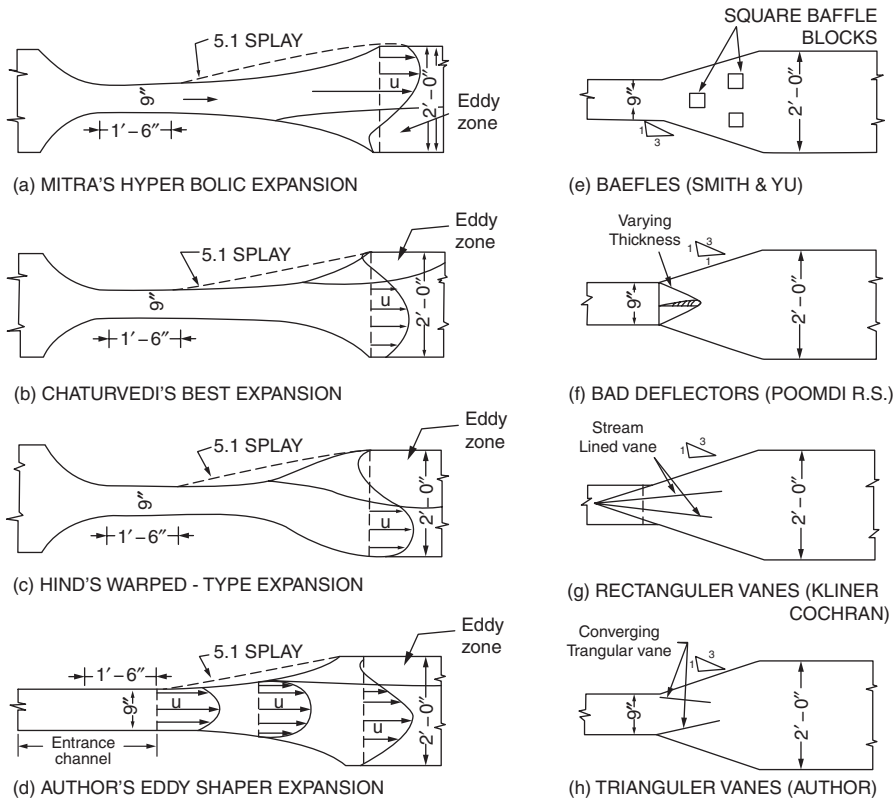 5.1 SPLAY
9″
1′–6″
u
2′–0″
Eddy
zone
(a) MITRA'S HYPER BOLIC EXPANSION
5.1 SPLAY
Eddy
zone
9″
1′–6″
u
2′–0″
(b) CHATURVEDI'S BEST EXPANSION
5.1 SPLAY
Eddy
zone
9″
1′–6″
u
2′–0″
(c) HIND'S WARPED - TYPE EXPANSION
1′–6″
5.1 SPLAY
Eddy
zone
9″
u
u
u
2′–0″
Entrance
channel
(d) AUTHOR'S EDDY SHAPER EXPANSION
SQUARE BAFFLE
BLOCKS
9″
2′–0″
1
3
(e) BAEFLES (SMITH & YU)
Varying
Thickness
1
3
1
9″
2′–0″
(f) BAD DEFLECTORS (POOMDI R.S.)
Stream
Lined vane
1
3
2′–0″
(g) RECTANGULER VANES (KLINER
COCHRAN)
Converging
Trangular vane
1
3
9″
2′–0″
(h) TRIANGULER VANES (AUTHOR)